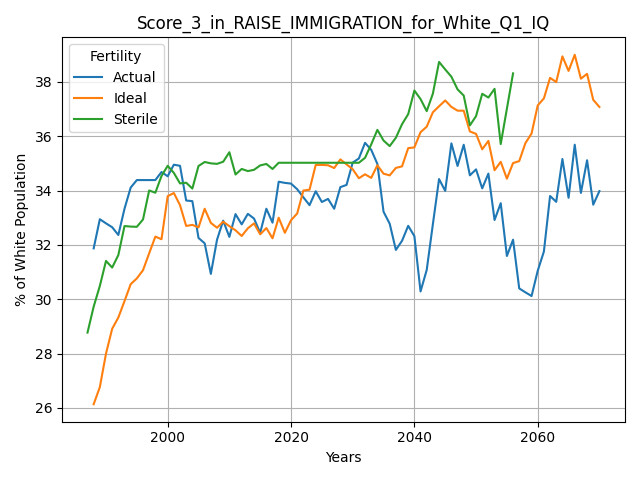 Score_3_in_RAISE_IMMIGRATION_for_White_Q1_IQ
Fertility
Actual
Ideal
Sterile
% of White Population
38
36
34
32
30
28
26
2000
2020
2040
2060
Years